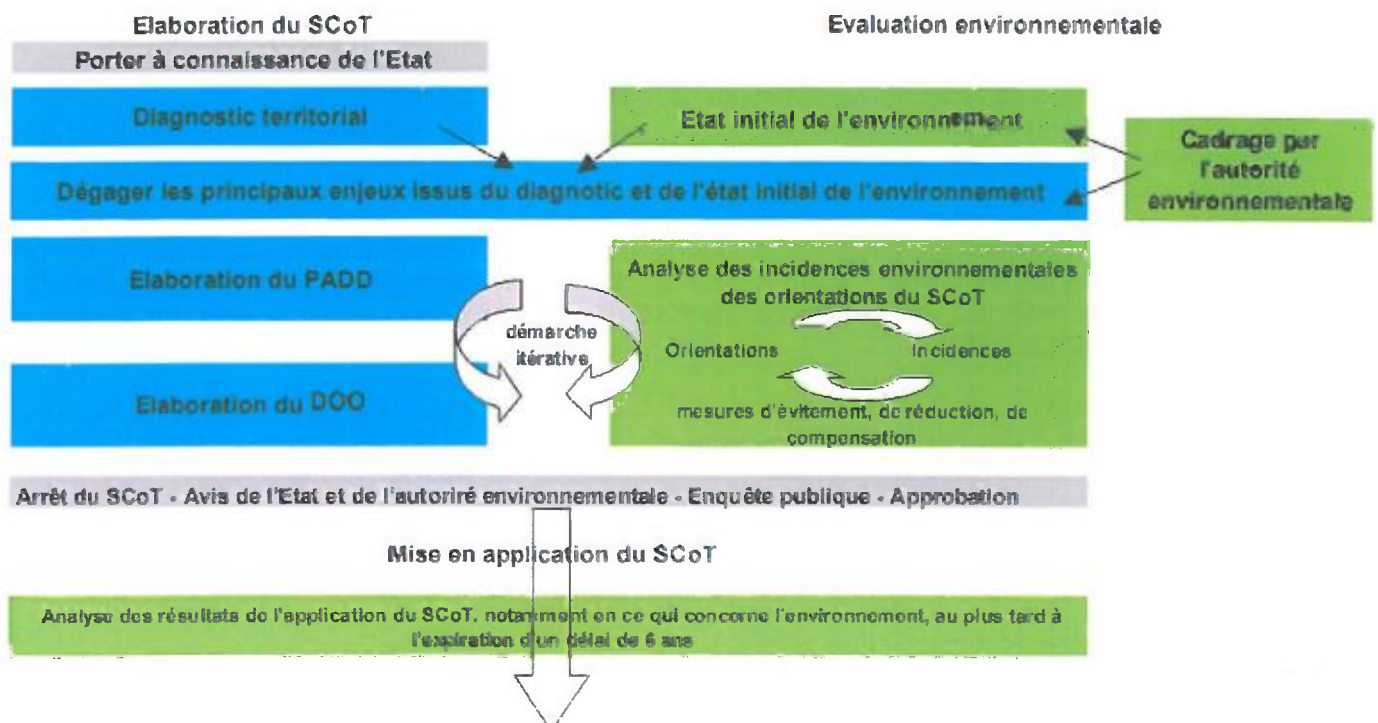 Elaboration du SCoT
Evaluation environnementale
Porter à connaissance de l'Etat
Diagnostic territorial
Etat initial de l'environnement
Cadrage par
l'autorité
environnementale
Dégager les principaux enjeux issus du diagnotic et de l'état initial de l'environnement
Elaboration du PADD
Analyse des incidences environnementales
des orientations du SCoT
démarche
itérative
Orientations
Incidences
Elaboration du DOO
mesures d'évitement, de réduction, de
compensation
Arrêt du SCoT - Avis de l'Etat et de l'autoriré environnementale - Enquête publique - Approbation
Mise en application du SCoT
Analyse des résultats de l'application du SCoT. notamment en ce qui concerne l'environnement, au plus tard à
l'expiration d'un délai de 6 ans